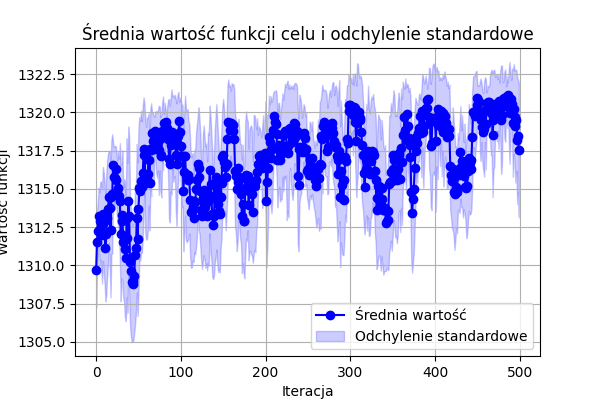 Średnia wartość funkcji celu i odchylenie standardowe
1322.5
1320.0
1317.5
1315.0
1312.5
1310.0
1307.5
1305.0
Wartość funkcji
Średnia wartość
Odchylenie standardowe
0
100
200
300
400
500
Iteracja